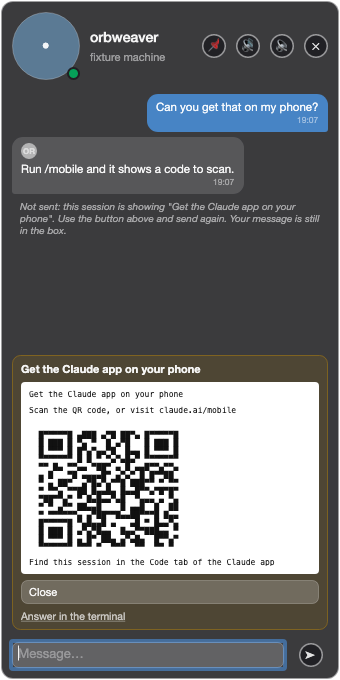 orbweaver
fixture machine
Can you get that on my phone?
19:07
OR
Run /mobile and it shows a code to scan.
19:07
Not sent: this session is showing "Get the Claude app on your
phone". Use the button above and send again. Your message is still
in the box.
Get the Claude app on your phone
Get the Claude app on your phone
Scan the QR code, or visit claude.ai/mobile
Find this session in the Code tab of the Claude app
Close
Answer in the terminal
Message…